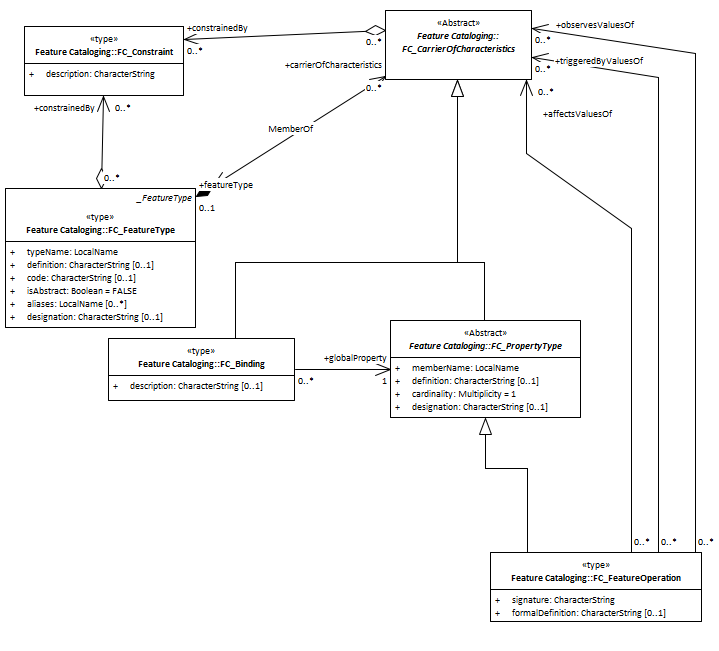 «type»
Feature Cataloging::FC_Constraint
+ description: CharacterString
+constrainedBy
0..*
0..*
«Abstract»
Feature Cataloging::
FC_CarrierOfCharacteristics
+observesValuesOf
0..*
+triggeredByValuesOf
0..*
0..*
+affectsValuesOf
+carrierOfCharacteristics
0..*
MemberOf
+featureType
0..1
+constrainedBy
0..*
0..*
_FeatureType
«type»
Feature Cataloging::FC_FeatureType
+ typeName: LocalName
+ definition: CharacterString [0..1]
+ code: CharacterString [0..1]
+ isAbstract: Boolean = FALSE
+ aliases: LocalName [0..*]
+ designation: CharacterString [0..1]
«type»
Feature Cataloging::FC_Binding
+ description: CharacterString [0..1]
+globalProperty
0..*
1
«Abstract»
Feature Cataloging::FC_PropertyType
+ memberName: LocalName
+ definition: CharacterString [0..1]
+ cardinality: Multiplicity = 1
+ designation: CharacterString [0..1]
0..*
0..*
0..*
«type»
Feature Cataloging::FC_FeatureOperation
+ signature: CharacterString
+ formalDefinition: CharacterString [0..1]